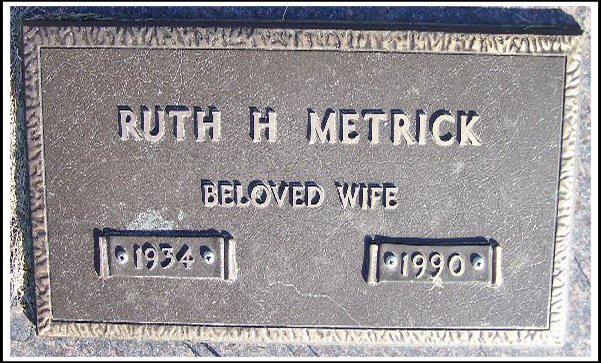 RUTH H METRICK
BELOVED WIFE
1934 1990